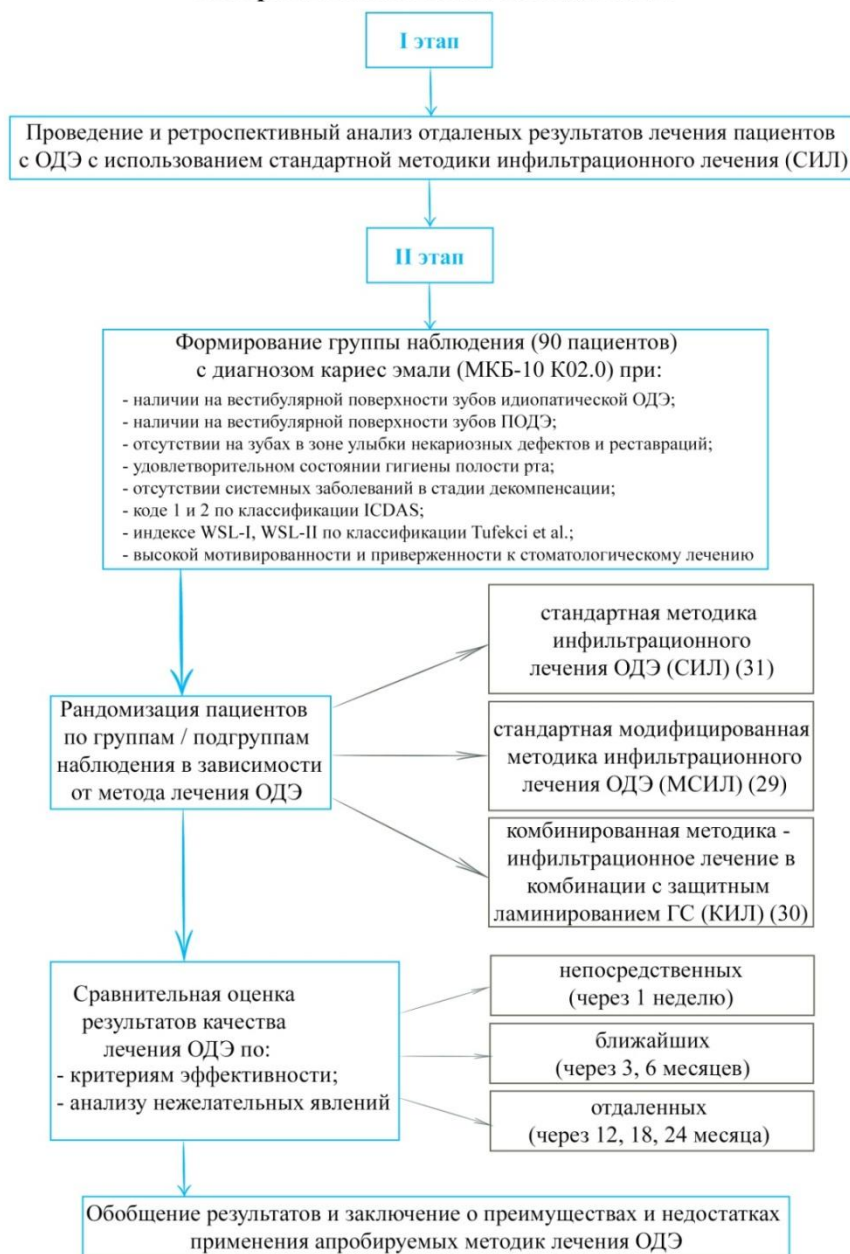 I этап
Проведение и ретроспективный анализ отдаленых результатов лечения пациентов
с ОДЭ с использованием стандартной методики инфильтрационного лечения (СИЛ)
II этап
Формирование группы наблюдения (90 пациентов)
с диагнозом кариес эмали (МКБ-10 К02.0) при:
- наличии на вестибулярной поверхности зубов идиопатической ОДЭ;
- наличии на вестибулярной поверхности зубов ПОДЭ;
- отсутствии на зубах в зоне улыбки некариозных дефектов и реставраций;
- удовлетворительном состоянии гигиены полости рта;
- отсутствии системных заболеваний в стадии декомпенсации;
- коде 1 и 2 по классификации ICDAS;
- индексе WSL-I, WSL-II по классификации Tufekci et al.;
- высокой мотивированности и приверженности к стоматологическому лечению
Рандомизация пациентов
по группам / подгруппам
наблюдения в зависимости
от метода лечения ОДЭ
стандартная методика
инфильтрационного
лечения ОДЭ (СИЛ) (31)
стандартная модифицированная
методика инфильтрационного
лечения ОДЭ (МСИЛ) (29)
комбинированная методика -
инфильтрационное лечение в
комбинации с защитным
ламинированием ГС (КИЛ) (30)
Сравнительная оценка
результатов качества
лечения ОДЭ по:
- критериям эффективности;
- анализу нежелательных явлений
непосредственных
(через 1 неделю)
ближайших
(через 3, 6 месяцев)
отдаленных
(через 12, 18, 24 месяца)
Обобщение результатов и заключение о преимуществах и недостатках
применения апробируемых методик лечения ОДЭ